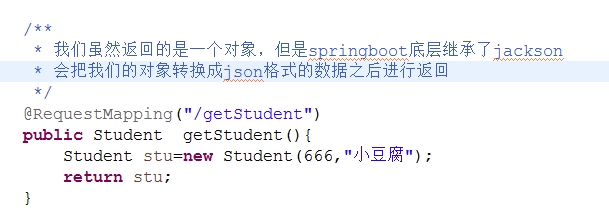 /**
 * 我们虽然返回的是一个对象，但是springboot底层继承了jackson
 * 会把我们的对象转换成json格式的数据之后进行返回
 */
@RequestMapping("/getStudent")
public Student  getStudent(){
    Student stu=new Student(666,"小豆腐");
    return stu;
}